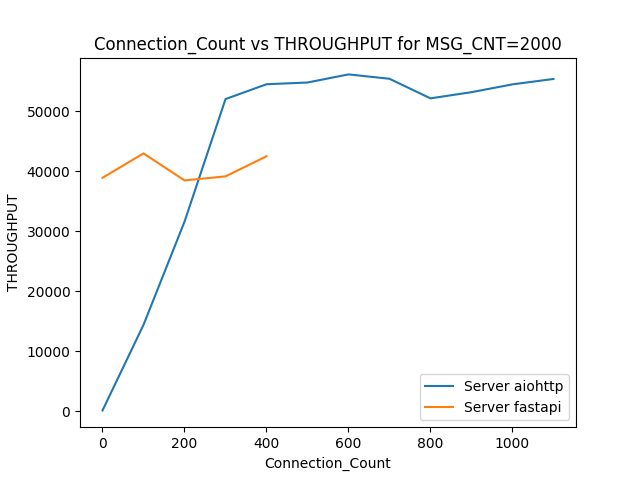 Connection_Count vs THROUGHPUT for MSG_CNT=2000
THROUGHPUT
50000
40000
30000
20000
10000
0
0 200 400 600 800 1000
Connection_Count
Server aiohttp
Server fastapi